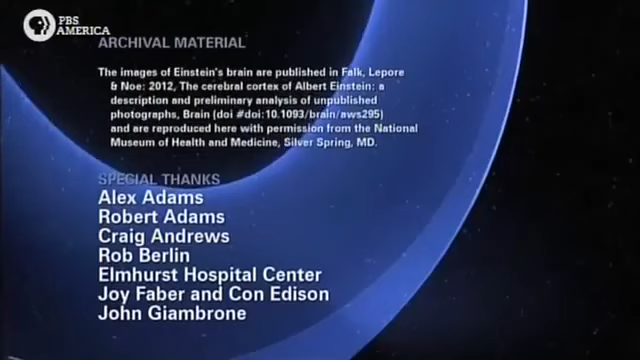 PBS
AMERICA
ARCHIVAL MATERIAL
The images of Einstein's brain are published in Falk, Lepore
& Noe: 2012, The cerebral cortex of Albert Einstein: a
description and preliminary analysis of unpublished
photographs, Brain (doi #doi:10.1093/brain/aws295)
and are reproduced here with permission from the National
Museum of Health and Medicine, Silver Spring, MD.
SPECIAL THANKS
Alex Adams
Robert Adams
Craig Andrews
Rob Berlin
Elmhurst Hospital Center
Joy Faber and Con Edison
John Giambrone